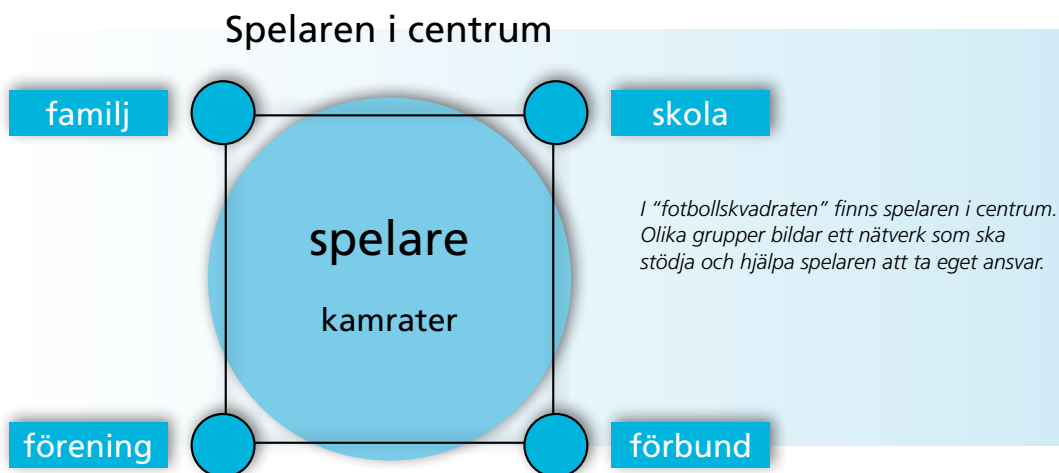 Spelaren i centrum
familj
skola
spelare
kamrater
I “fotbollskvadraten” finns spelaren i centrum.
Olika grupper bildar ett nätverk som ska
stödja och hjälpa spelaren att ta eget ansvar.
förening
förbund